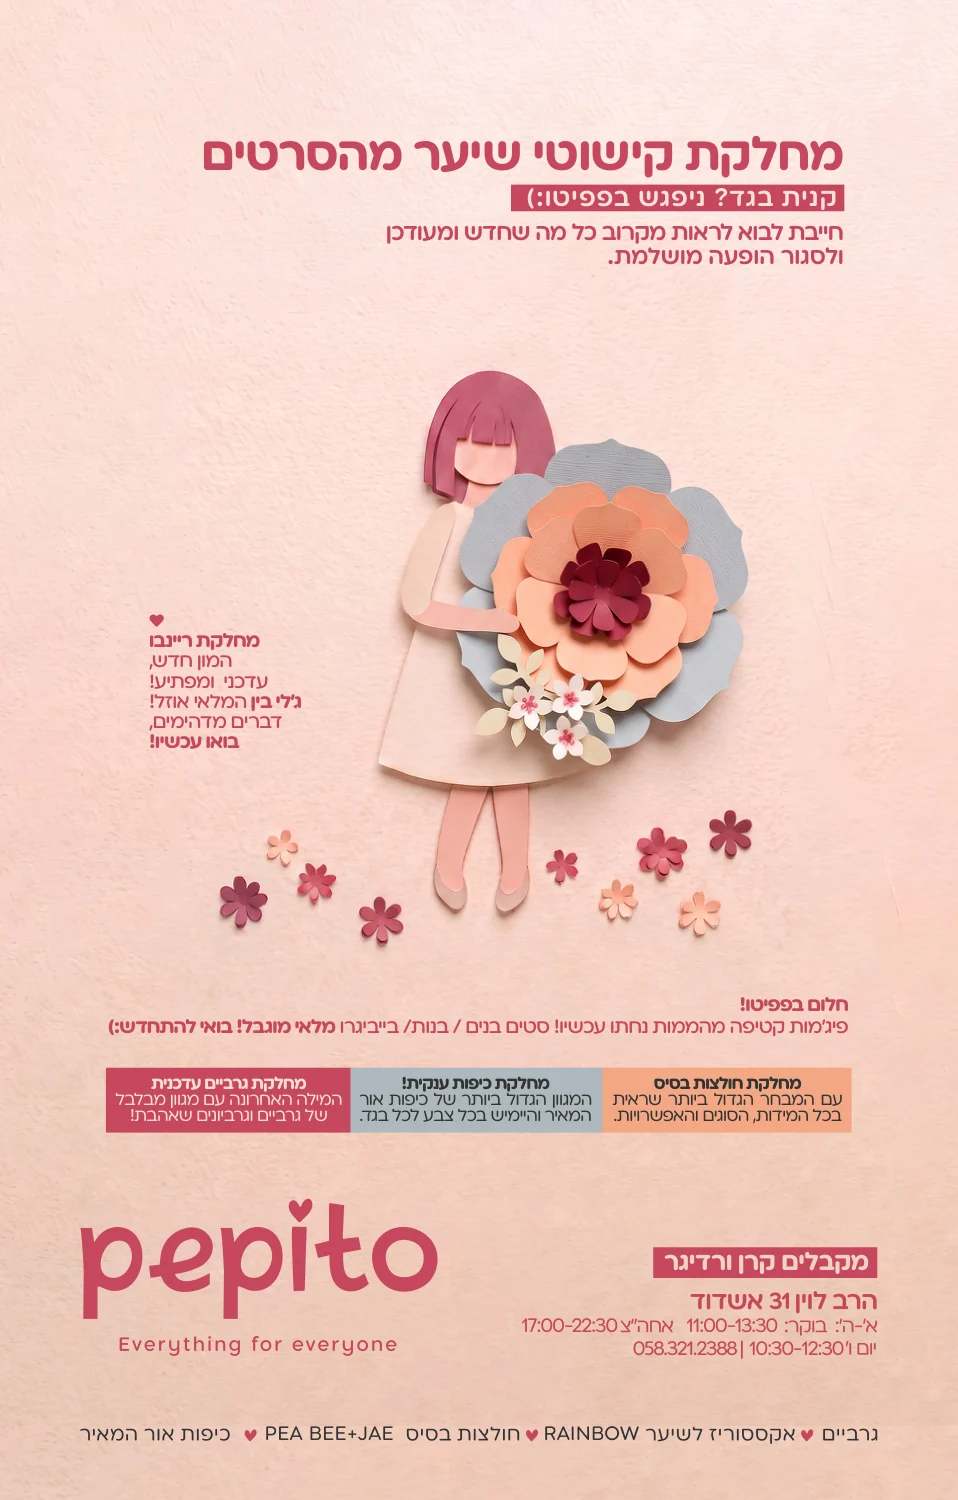 מחלקת קישוטי שיער מהסרטים
קנית בגד? ניפגש בפפיטו:)
חייבת לבוא לראות מקרוב כל מה שחדש ומעודכן
ולסגור הופעה מושלמת.
מחלקת ריינבו
המון חדש,
עדכני ומפתיע!
ג'לי בין המלאי אוזל!
דברים מדהימים,
בואו עכשיו!
חלום בפפיטו!
פיג'מות קטיפה מהממות נחתו עכשיו! סטים בנים / בנות/ בייביגרו מלאי מוגבל! בואי להתחדש:)
מחלקת חולצות בסיס
עם המבחר הגדול ביותר שראית
בכל המידות, הסוגים והאפשרויות.
מחלקת כיפות ענקית!
המגוון הגדול ביותר של כיפות אור
המאיר והיימיש בכל צבע לכל בגד.
מחלקת גרביים עדכנית
המילה האחרונה עם מגוון מבלבל
של גרביים וגרביונים שאהבת!
pepito
Everything for everyone
מקבלים קרן ורדיגר
הרב לוין 31 אשדוד
א'-ה': בוקר: 11:00-13:30 אחה"צ 17:00-22:30
יום ו' 10:30-12:30 | 058.321.2388
גרביים ♥ אקססוריז לשיער RAINBOW ♥ חולצות בסיס PEA BEE+JAE ♥ כיפות אור המאיר